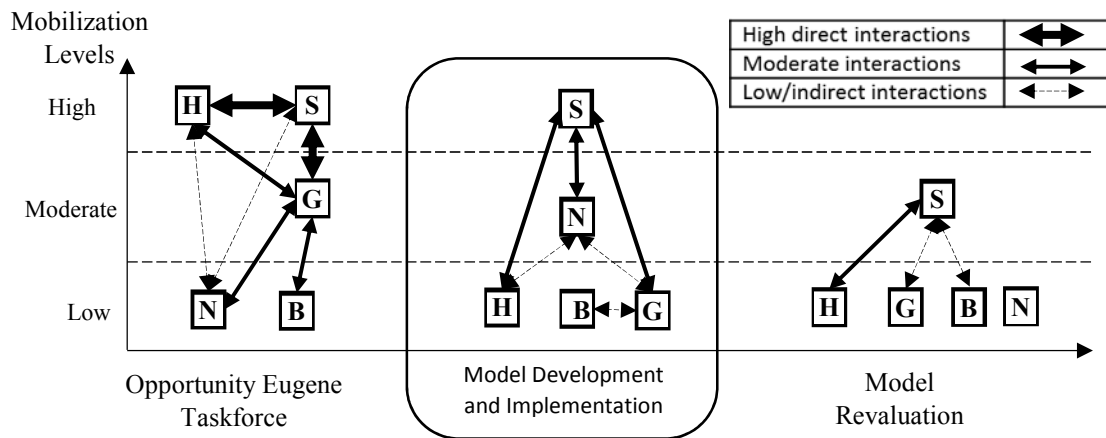 Mobilization
Levels
High direct interactions
Moderate interactions
Low/indirect interactions
High
H
S
S
Moderate
G
N
S
Low
N
B
H
B
G
H
G
B
N
Opportunity Eugene
Taskforce
Model Development
and Implementation
Model
Revaluation